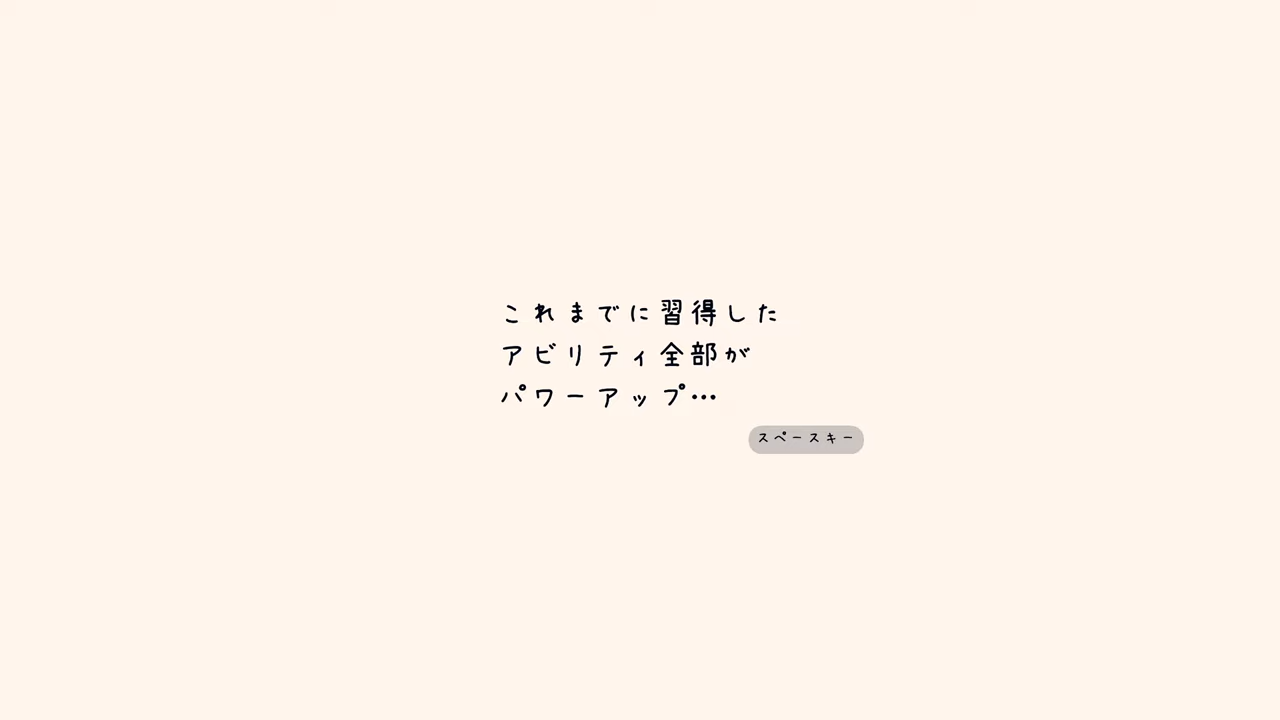 これまでに習得した
アビリティ全部が
パワーアップ…
スペースキー